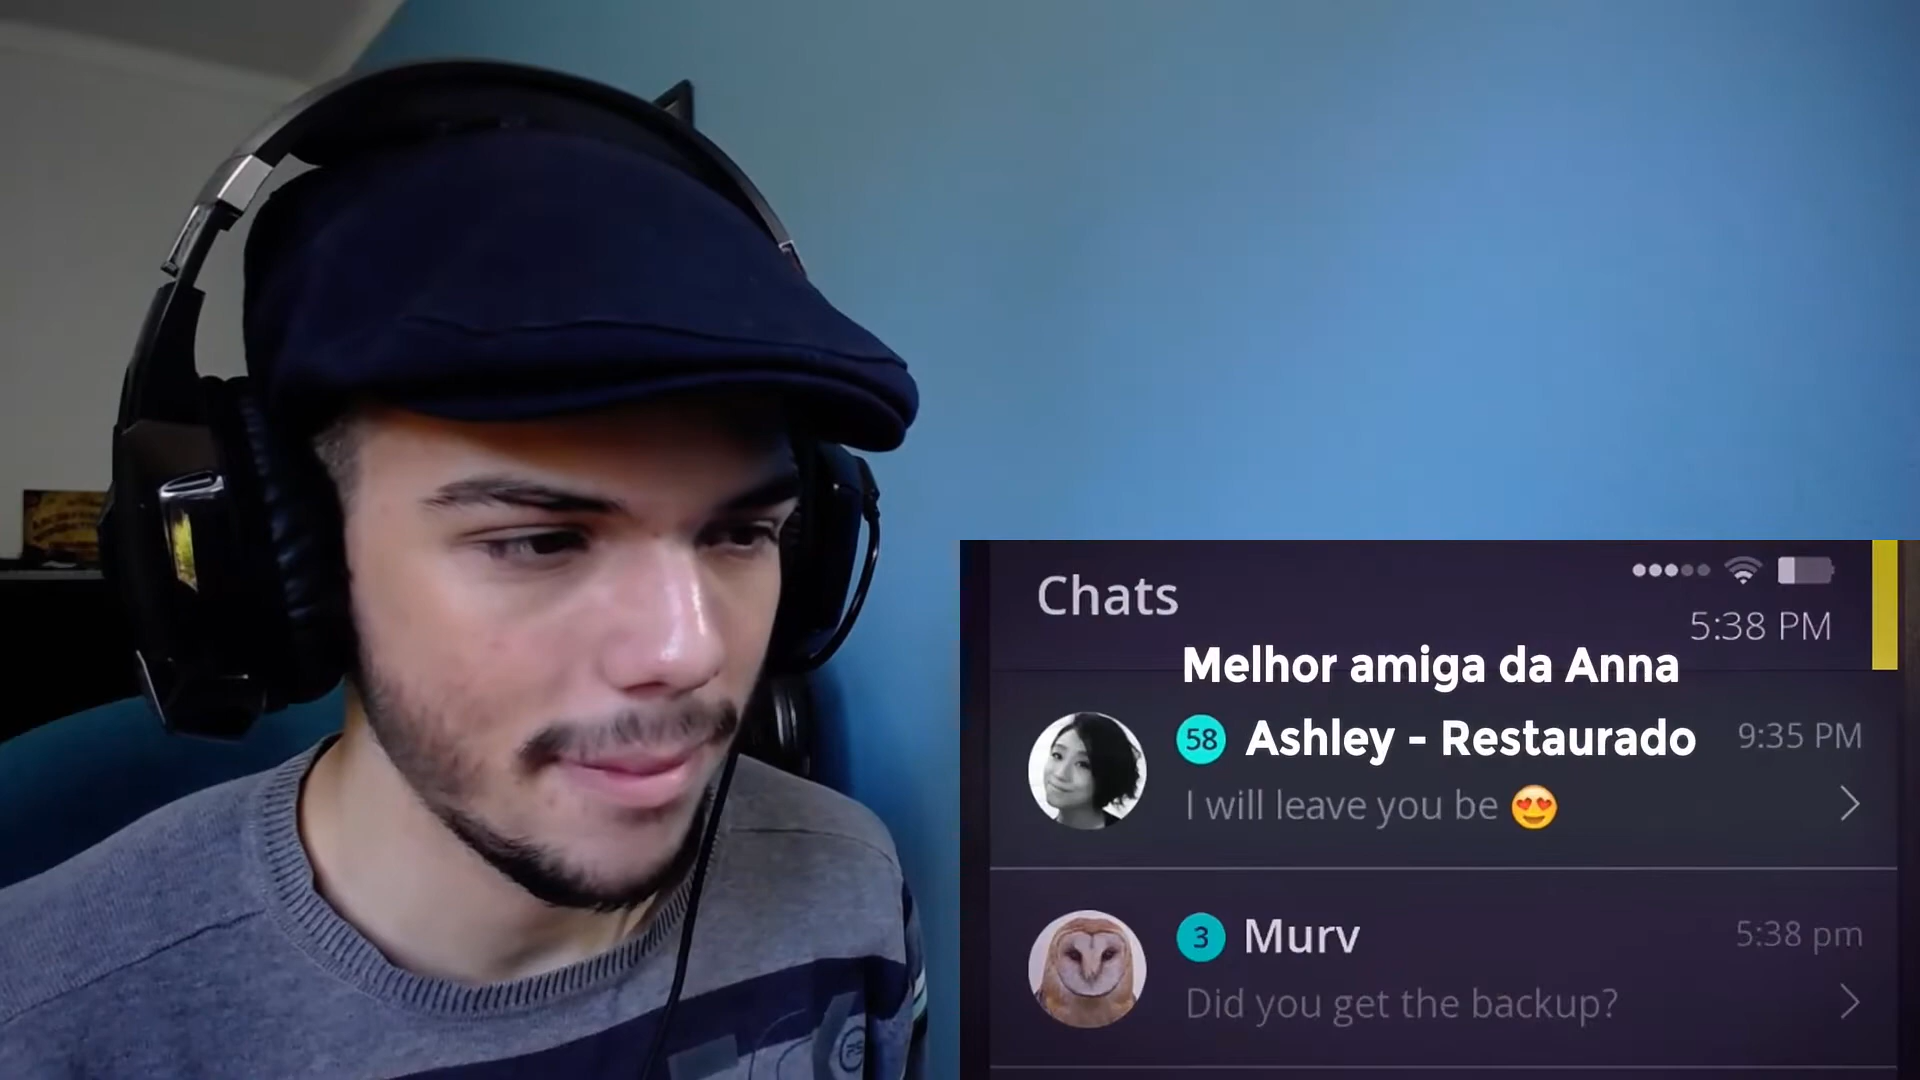 Chats
5:38 PM
Melhor amiga da Anna
58 Ashley - Restaurado 9:35 PM
I will leave you be 😍
3 Murv 5:38 pm
Did you get the backup?